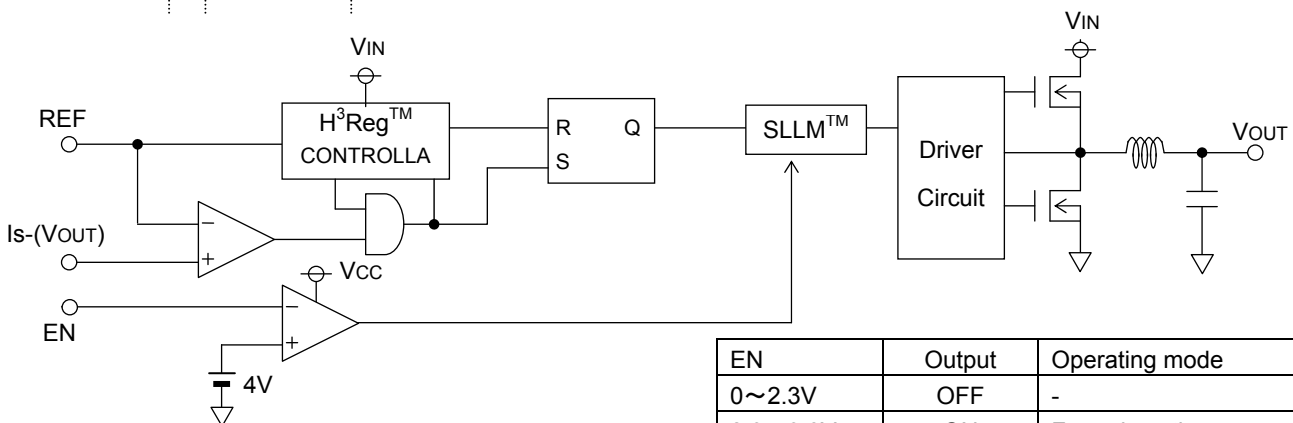 VIN
VIN
REF
H³Reg™
CONTROLLA
R Q
S
SLLM™
Driver
Circuit
VOUT
Is-(VOUT)
−
+
VCC
EN
−
+
4V
EN Output Operating mode
0～2.3V OFF -